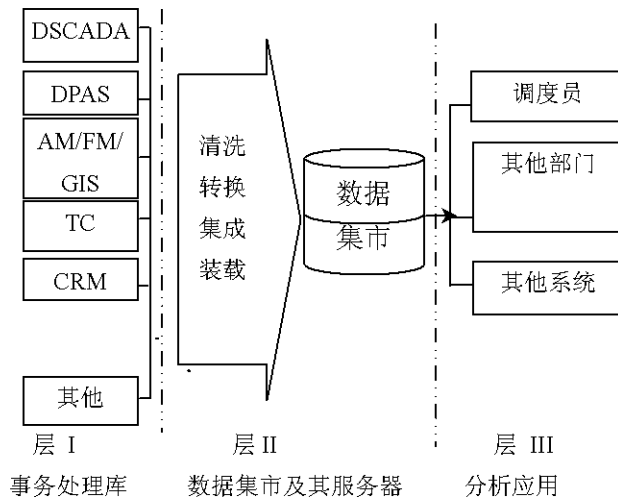 DSCADA
DPAS
AM/FM/
GIS
TC
CRM
其他
清洗
转换
集成
装载
数据
集市
调度员
其他部门
其他系统
层 I
层 II
层 III
事务处理库
数据集市及其服务器
分析应用